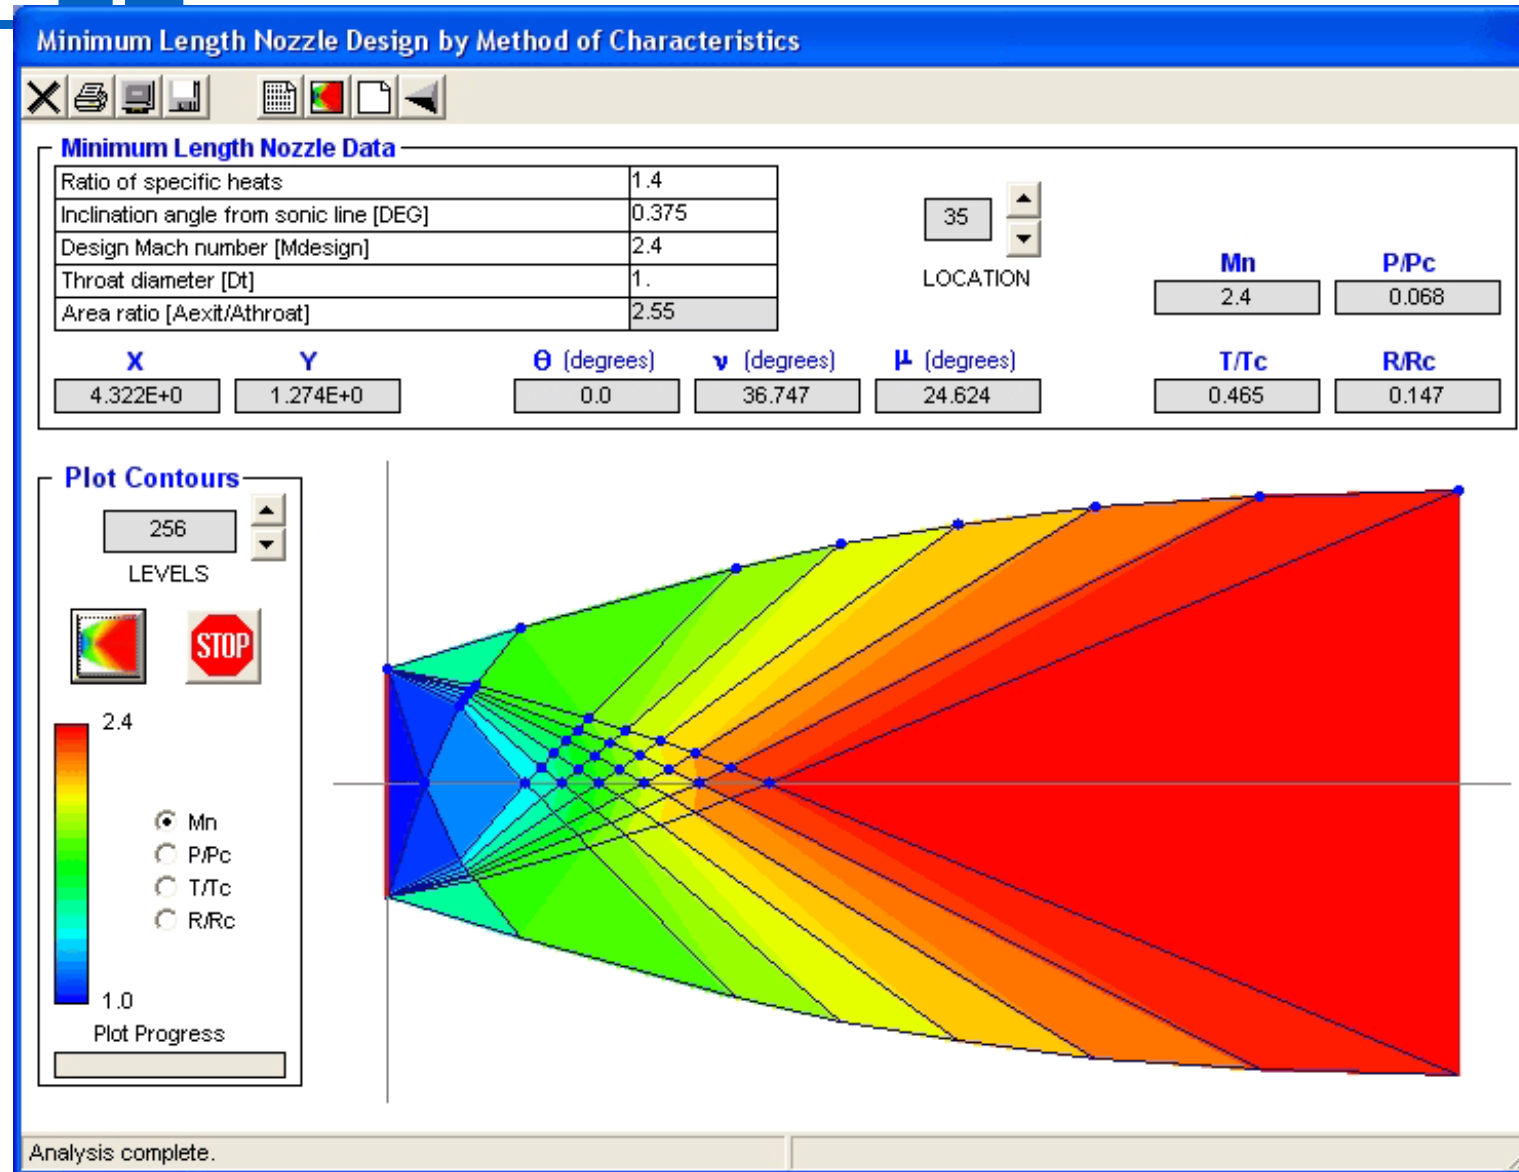 Minimum Length Nozzle Design by Method of Characteristics
Minimum Length Nozzle Data
Ratio of specific heats 1.4
Inclination angle from sonic line [DEG] 0.375
Design Mach number [Mdesign] 2.4
Throat diameter [Dt] 1.
Area ratio [Aexit/Athroat] 2.55
35
LOCATION
Mn P/Pc
2.4 0.068
X Y θ (degrees) ν (degrees) μ (degrees) T/Tc R/Rc
4.322E+0 1.274E+0 0.0 36.747 24.624 0.465 0.147
Plot Contours
256
LEVELS
STOP
2.4
Mn
P/Pc
T/Tc
R/Rc
1.0
Plot Progress
Analysis complete.